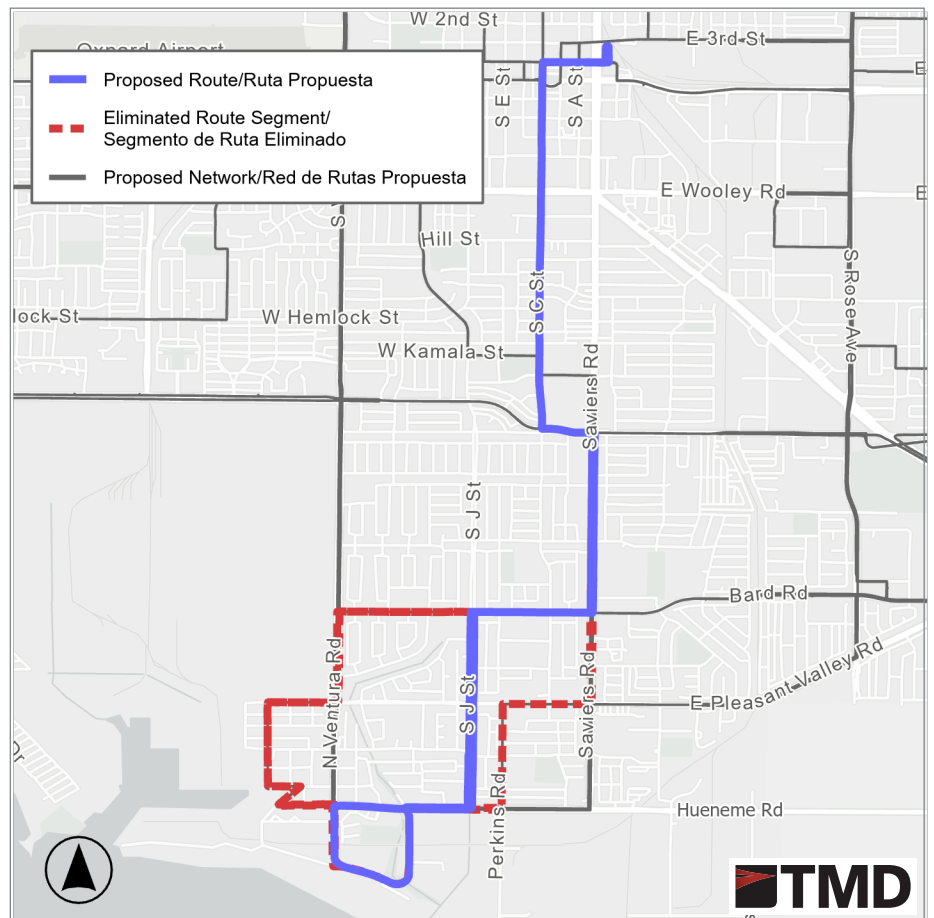 W 2nd St
E 3rd St
Oxnard Airport
Proposed Route/Ruta Propuesta
Eliminated Route Segment/
Segmento de Ruta Eliminado
Proposed Network/Red de Rutas Propuesta
S E St
S A St
E
E Wooley Rd
E
Hill St
S C St
S Rose Ave
lock St
W Hemlock St
W Kamala St
Saviers Rd
S J St
Bard Rd
N Ventura Rd
S J St
Saviers Rd
E Pleasant Valley Rd
Dr
Perkins Rd
Hueneme Rd
TMD